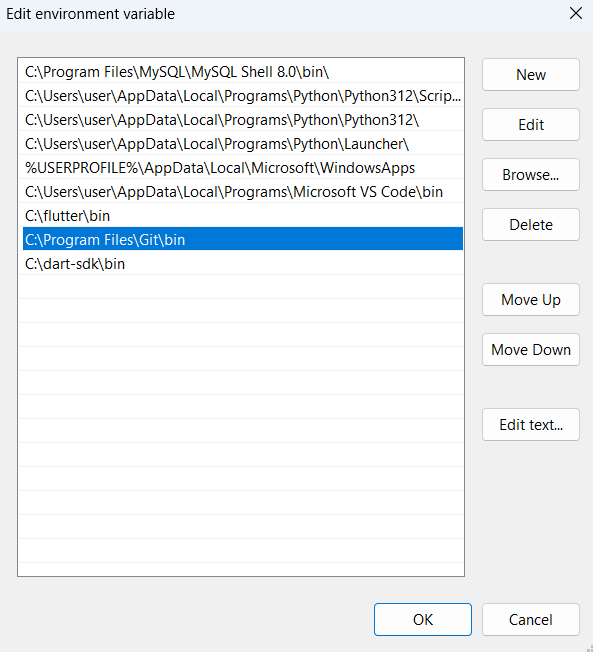 Edit environment variable
C:\Program Files\MySQL\MySQL Shell 8.0\bin\
C:\Users\user\AppData\Local\Programs\Python\Python312\Scrip...
C:\Users\user\AppData\Local\Programs\Python\Python312\
C:\Users\user\AppData\Local\Programs\Python\Launcher\
%USERPROFILE%\AppData\Local\Microsoft\WindowsApps
C:\Users\user\AppData\Local\Programs\Microsoft VS Code\bin
C:\flutter\bin
C:\Program Files\Git\bin
C:\dart-sdk\bin
New
Edit
Browse...
Delete
Move Up
Move Down
Edit text...
OK
Cancel